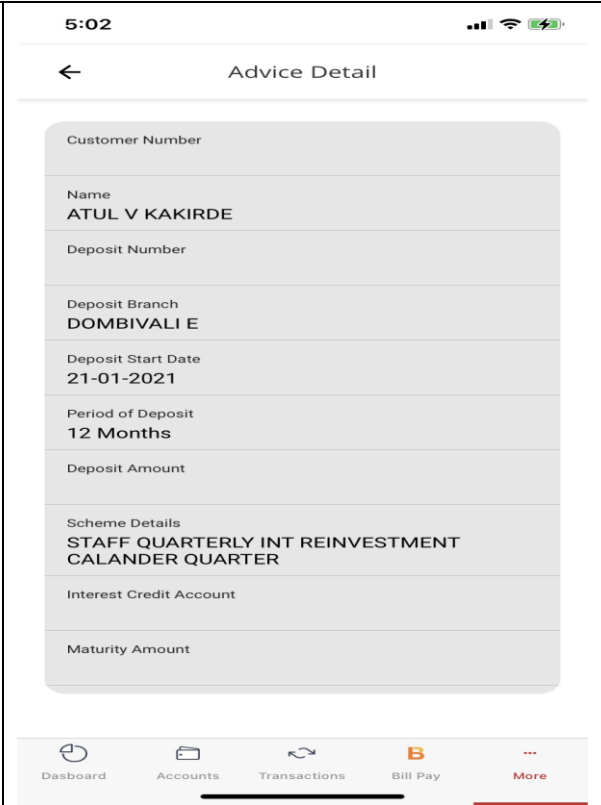 5:02
Advice Detail
Customer Number
Name
ATUL V KAKIRDE
Deposit Number
Deposit Branch
DOMBIVALI E
Deposit Start Date
21-01-2021
Period of Deposit
12 Months
Deposit Amount
Scheme Details
STAFF QUARTERLY INT REINVESTMENT
CALANDER QUARTER
Interest Credit Account
Maturity Amount
Dasboard Accounts Transactions Bill Pay More